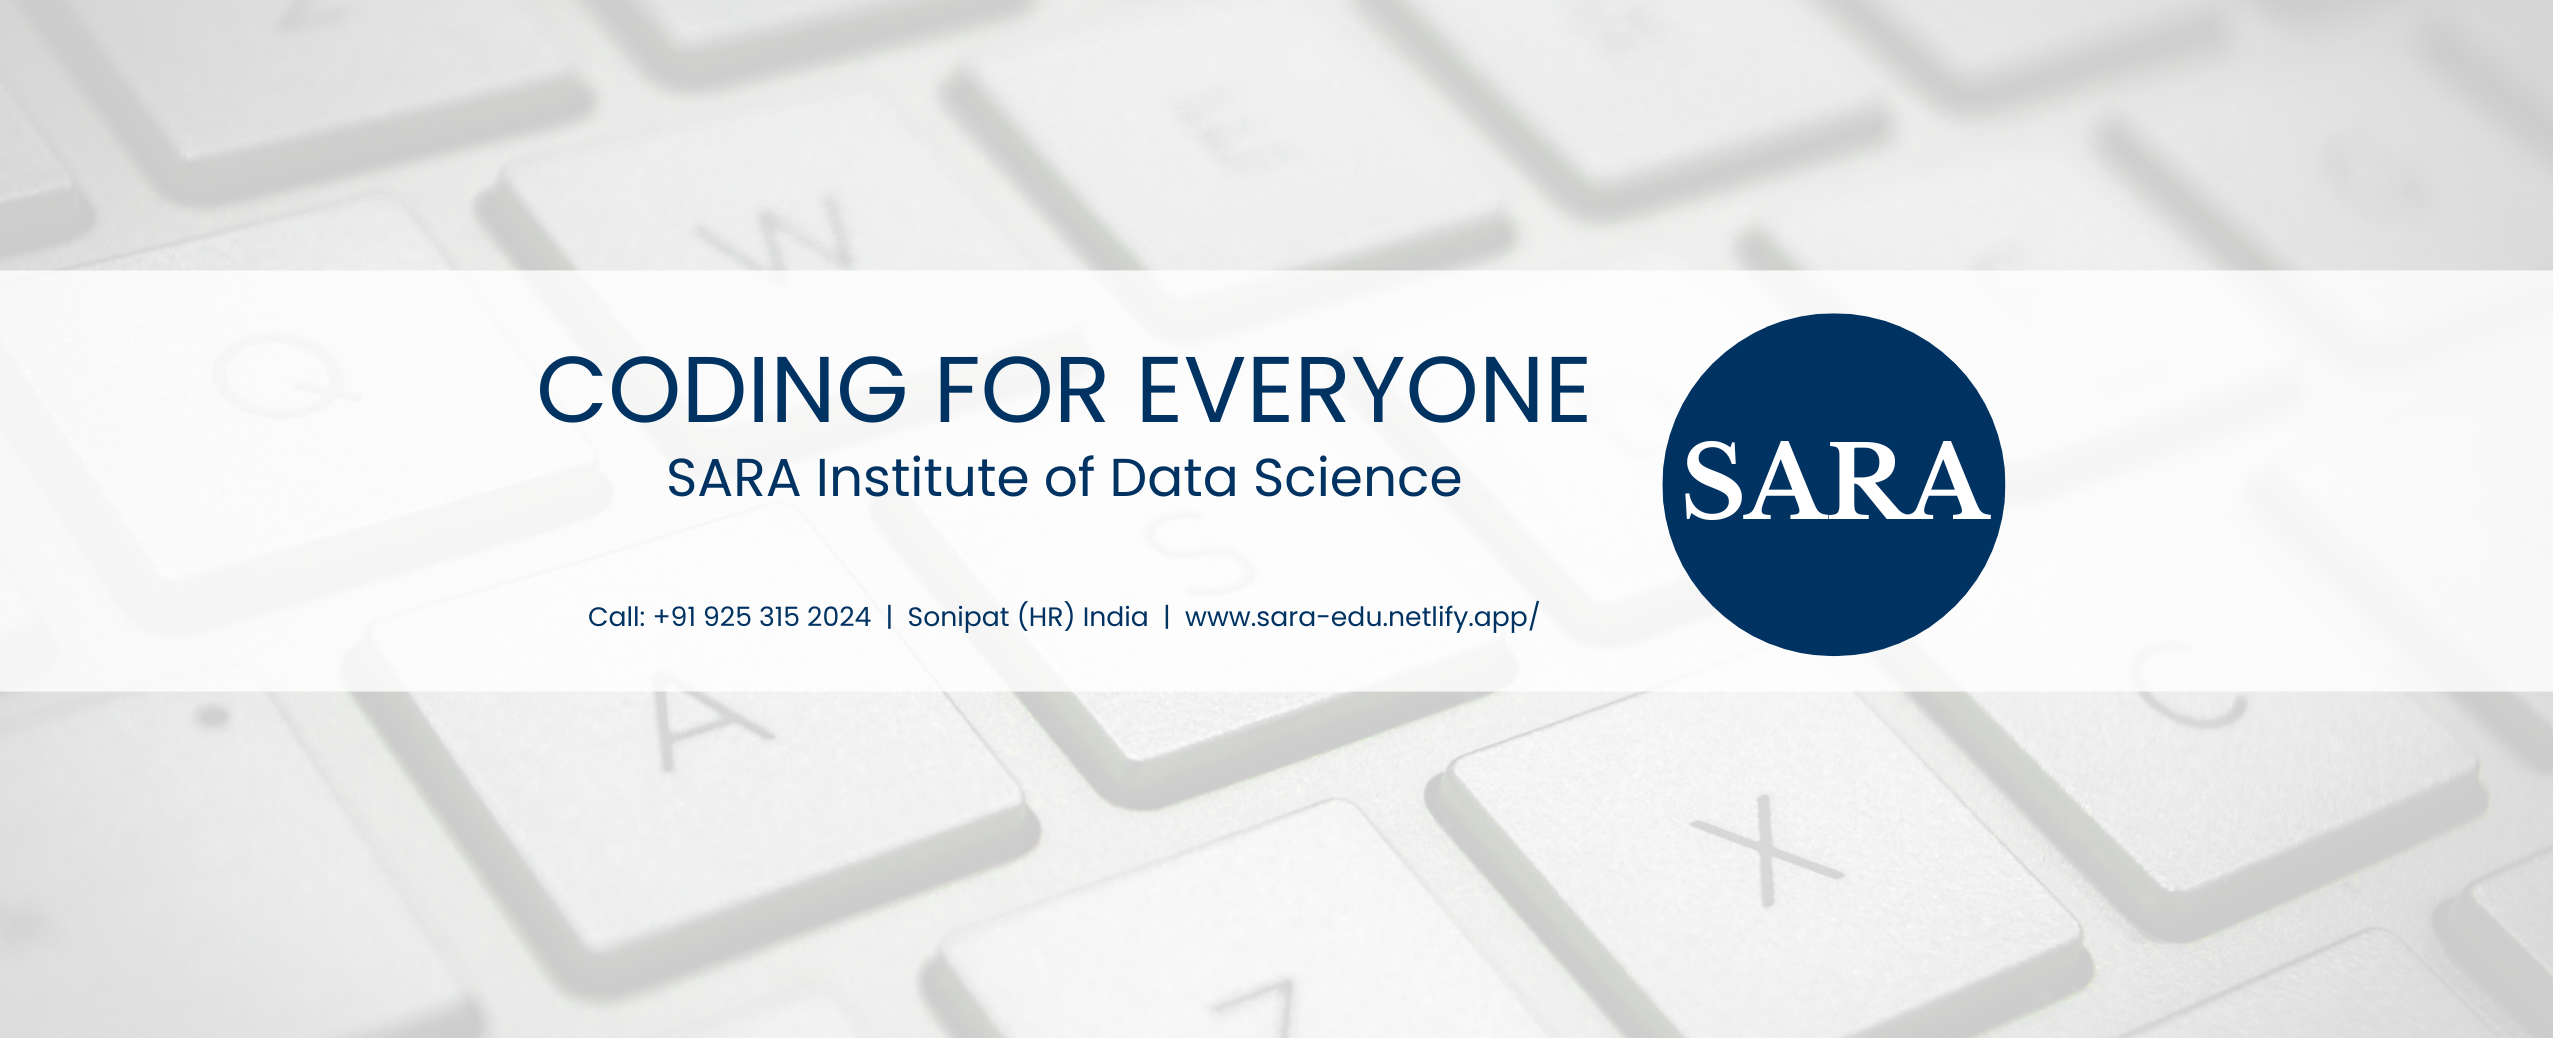 CODING FOR EVERYONE
SARA Institute of Data Science
Call: +91 925 315 2024 | Sonipat (HR) India | www.sara-edu.netlify.app/
SARA
W
Q
S
A
C
X
Z